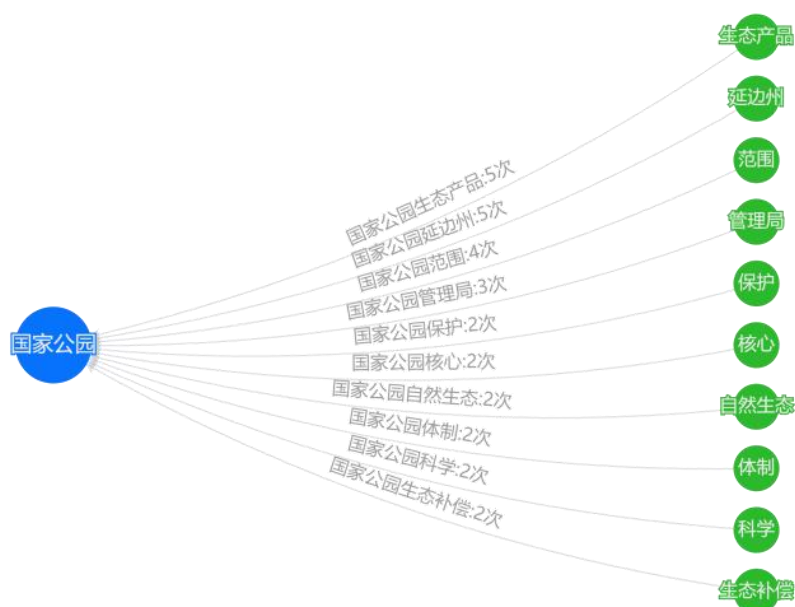 生态产品
延边州
范围
管理局
保护
核心
自然生态
体制
科学
生态补偿
国家公园生态产品:5次
国家公园延边州:5次
国家公园范围:4次
国家公园管理局:3次
国家公园保护:2次
国家公园核心:2次
国家公园自然生态:2次
国家公园体制:2次
国家公园科学:2次
国家公园生态补偿:2次
国家公园